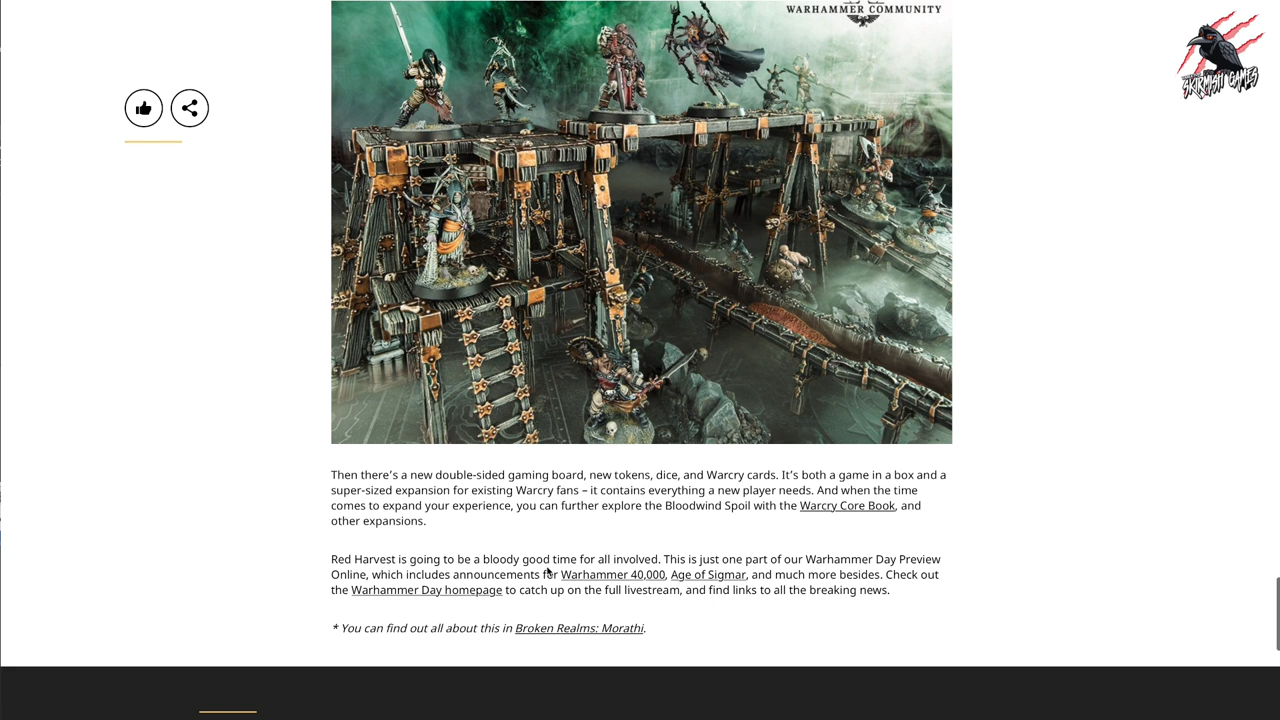 WARHAMMER COMMUNITY
SKIRMISH GAMES
Then there’s a new double-sided gaming board, new tokens, dice, and Warcry cards. It’s both a game in a box and a
super-sized expansion for existing Warcry fans – it contains everything a new player needs. And when the time
comes to expand your experience, you can further explore the Bloodwind Spoil with the Warcry Core Book, and
other expansions.
Red Harvest is going to be a bloody good time for all involved. This is just one part of our Warhammer Day Preview
Online, which includes announcements for Warhammer 40,000, Age of Sigmar, and much more besides. Check out
the Warhammer Day homepage to catch up on the full livestream, and find links to all the breaking news.
* You can find out all about this in Broken Realms: Morathi.